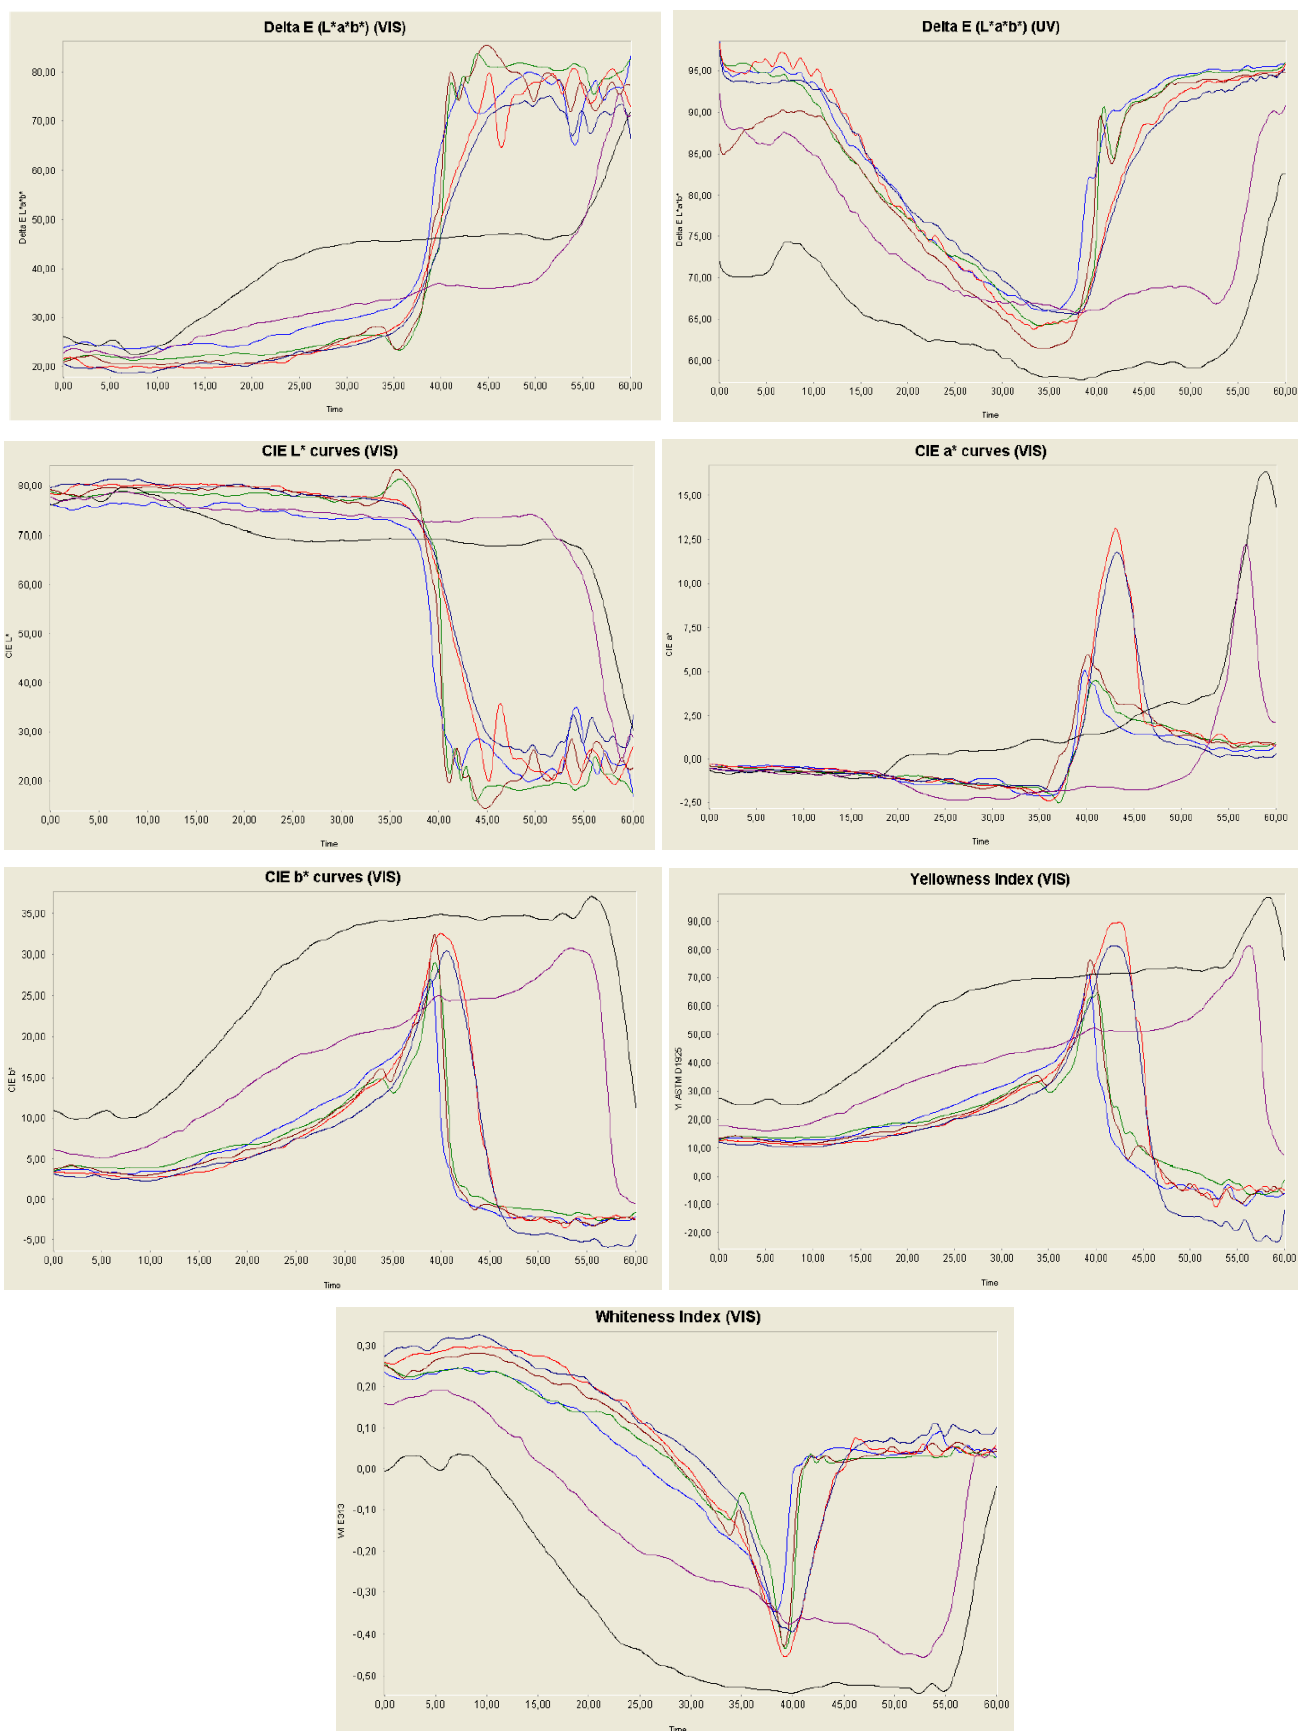 Delta E (L*a*b*) (VIS)
80,00
70,00
60,00
50,00
40,00
30,00
20,00
Delta E L*a*b*
0,00 5,00 10,00 15,00 20,00 25,00 30,00 35,00 40,00 45,00 50,00 55,00 60,00
Time
Delta E (L*a*b*) (UV)
95,00
90,00
85,00
80,00
75,00
70,00
65,00
60,00
Delta E L*a*b*
0,00 5,00 10,00 15,00 20,00 25,00 30,00 35,00 40,00 45,00 50,00 55,00 60,00
Time
CIE L* curves (VIS)
80,00
70,00
60,00
50,00
40,00
30,00
20,00
CIE L*
0,00 5,00 10,00 15,00 20,00 25,00 30,00 35,00 40,00 45,00 50,00 55,00 60,00
Time
CIE a* curves (VIS)
15,00
12,50
10,00
7,50
5,00
2,50
0,00
-2,50
CIE a*
0,00 5,00 10,00 15,00 20,00 25,00 30,00 35,00 40,00 45,00 50,00 55,00 60,00
Time
CIE b* curves (VIS)
35,00
30,00
25,00
20,00
15,00
10,00
5,00
0,00
-5,00
CIE b*
0,00 5,00 10,00 15,00 20,00 25,00 30,00 35,00 40,00 45,00 50,00 55,00 60,00
Time
Yellowness Index (VIS)
90,00
80,00
70,00
60,00
50,00
40,00
30,00
20,00
10,00
0,00
-10,00
-20,00
YI ASTM D1925
0,00 5,00 10,00 15,00 20,00 25,00 30,00 35,00 40,00 45,00 50,00 55,00 60,00
Time
Whiteness Index (VIS)
0,30
0,20
0,10
0,00
-0,10
-0,20
-0,30
-0,40
-0,50
WI E313
0,00 5,00 10,00 15,00 20,00 25,00 30,00 35,00 40,00 45,00 50,00 55,00 60,00
Time